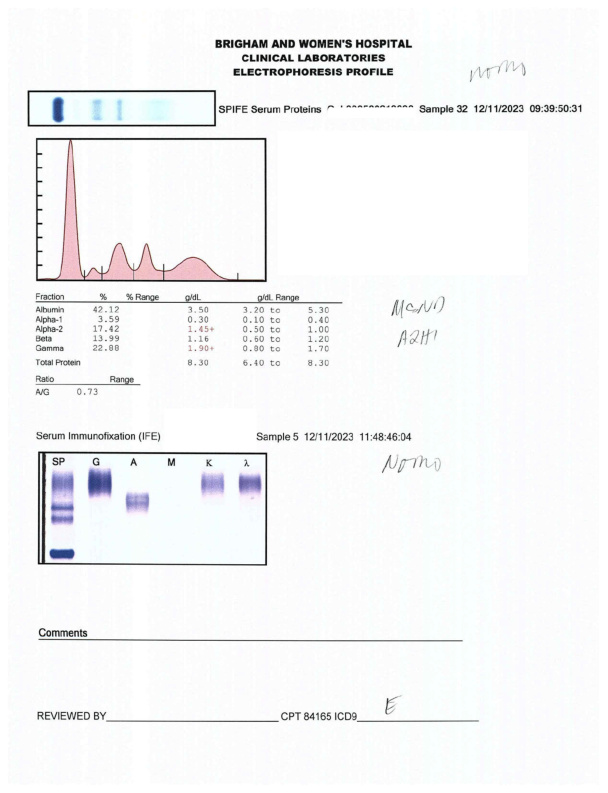 BRIGHAM AND WOMEN'S HOSPITAL
CLINICAL LABORATORIES
ELECTROPHORESIS PROFILE
nomo
SPIFE Serum Proteins Sample 32 12/11/2023 09:39:50:31
Fraction % % Range g/dL g/dL Range
Albumin 42.12 3.50 3.20 to 5.30
Alpha-1 3.59 0.30 0.10 to 0.40
Alpha-2 17.42 1.45+ 0.50 to 1.00
Beta 13.99 1.16 0.60 to 1.20
Gamma 22.88 1.90+ 0.80 to 1.70
Total Protein 8.30 6.40 to 8.30
MCND
A2H1
Ratio Range
A/G 0.73
Serum Immunofixation (IFE) Sample 5 12/11/2023 11:48:46:04
SP G A M K λ
Nomo
Comments
REVIEWED BY CPT 84165 ICD9 E